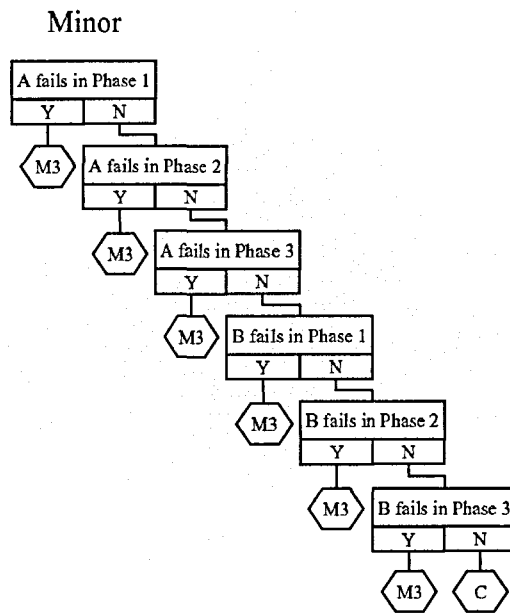 Minor
A fails in Phase 1
Y N
M3
A fails in Phase 2
Y N
M3
A fails in Phase 3
Y N
M3
B fails in Phase 1
Y N
M3
B fails in Phase 2
Y N
M3
B fails in Phase 3
Y N
M3 C